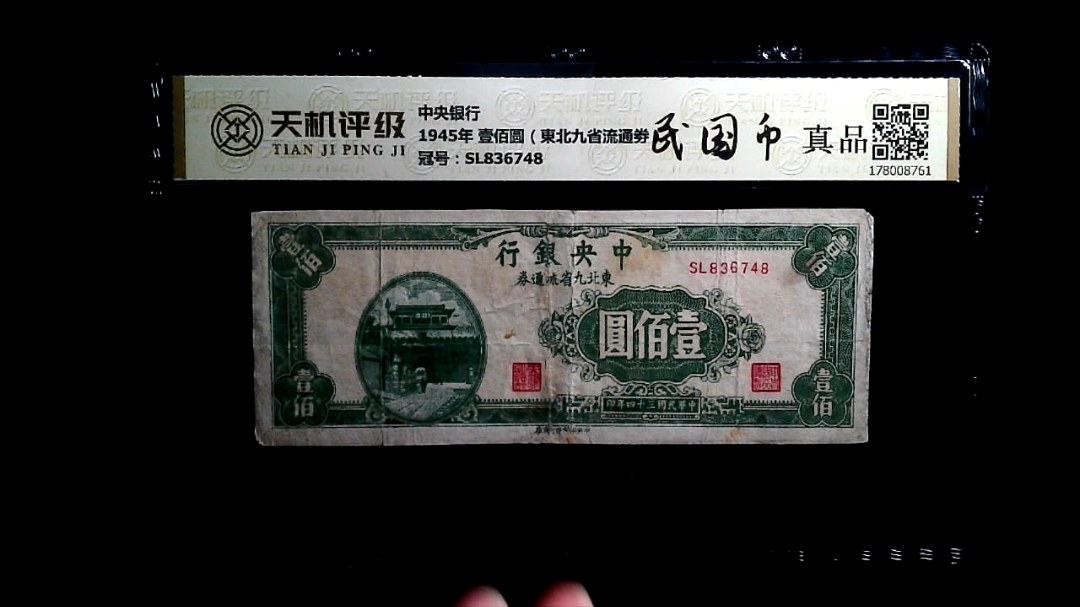 天机评级
TIAN JI PING JI
中央银行
1945年 壹佰圆（東北九省流通券
冠号：SL836748
民国币
真品
178008761
壹佰
壹佰
行銀央中
SL836748
券通流省九北東
圓佰壹
壹佰
壹佰
印年四十三國民華中